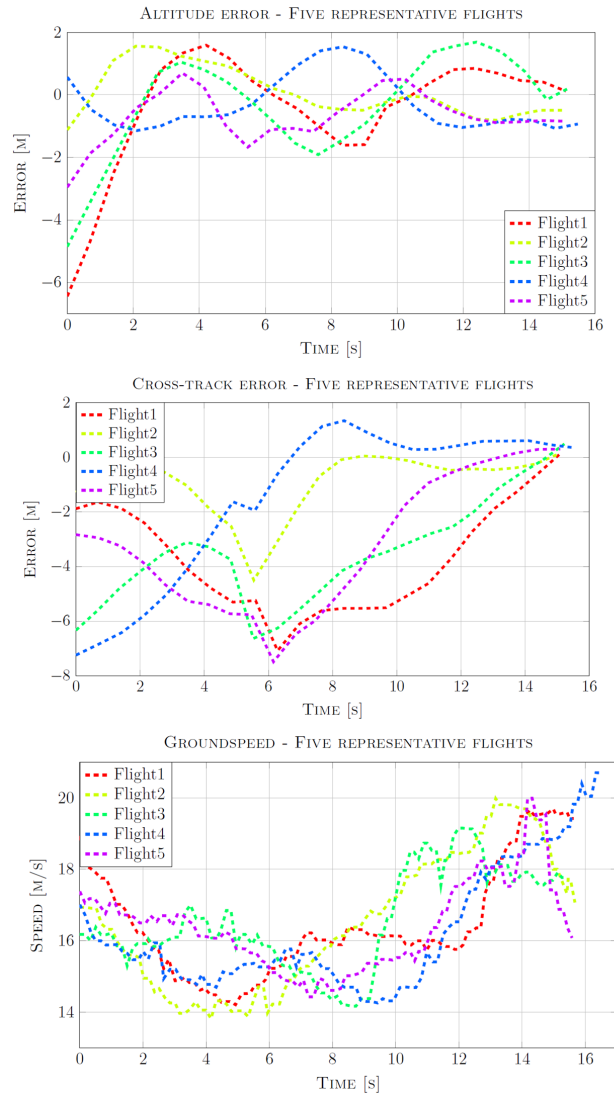 Altitude error - Five representative flights
2
0
−2
−4
−6
Error [m]
Flight1
Flight2
Flight3
Flight4
Flight5
0 2 4 6 8 10 12 14 16
Time [s]
Cross-track error - Five representative flights
2
0
−2
−4
−6
−8
Error [m]
Flight1
Flight2
Flight3
Flight4
Flight5
0 2 4 6 8 10 12 14 16
Time [s]
Groundspeed - Five representative flights
20
18
16
14
Speed [m/s]
Flight1
Flight2
Flight3
Flight4
Flight5
0 2 4 6 8 10 12 14 16
Time [s]